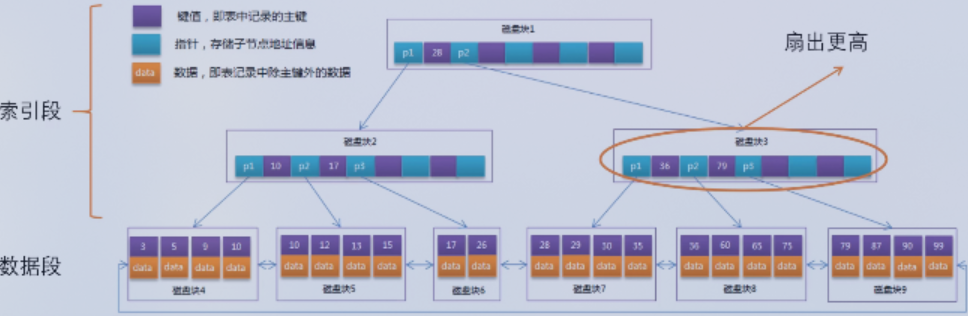 键值，即表中记录的主键
指针，存储子节点地址信息
data 数据，即表记录中除主键外的数据
磁盘块1
p1 28 p2
扇出更高
索引段
磁盘块2
p1 10 p2 17 p3
磁盘块3
p1 36 p2 79 p3
数据段
3 5 9 10
data data data data
磁盘块4
10 12 13 15
data data data data
磁盘块5
17 26
data data
磁盘块6
28 29 30 35
data data data data
磁盘块7
36 60 65 75
data data data data
磁盘块8
79 87 90 99
data data data data
磁盘块9